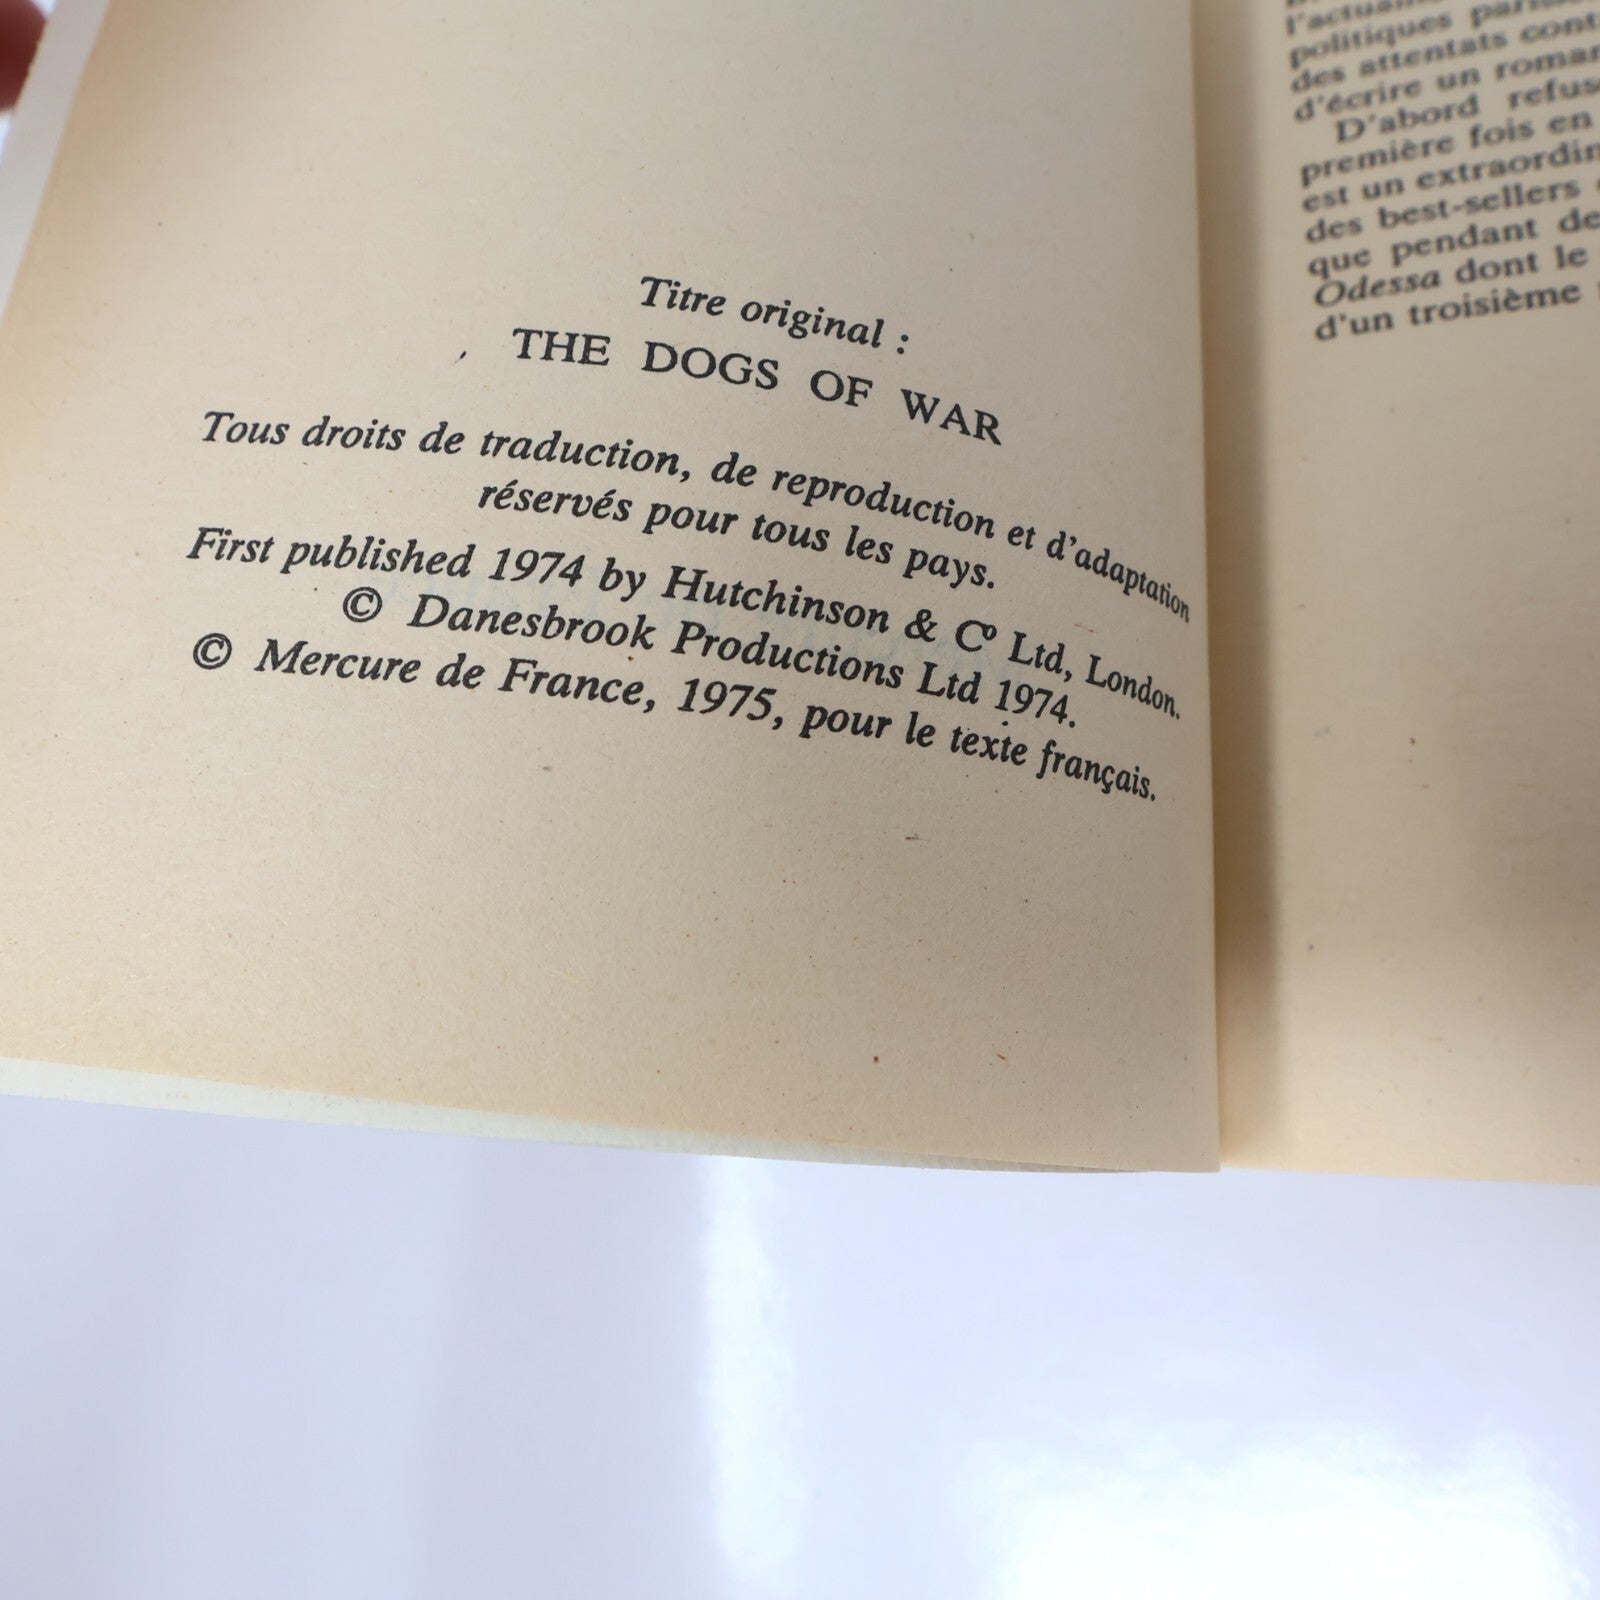 Titre original :
THE DOGS OF WAR
Tous droits de traduction, de reproduction et d'adaptation
réservés pour tous les pays.
First published 1974 by Hutchinson & Cº Ltd, London.
© Danesbrook Productions Ltd 1974.
© Mercure de France, 1975, pour le texte français.
politiques
des attentats
d'écrire un roman
D'abord
première fois en
est un
des best-sellers
que pendant
Odessa dont le
d'un troisième